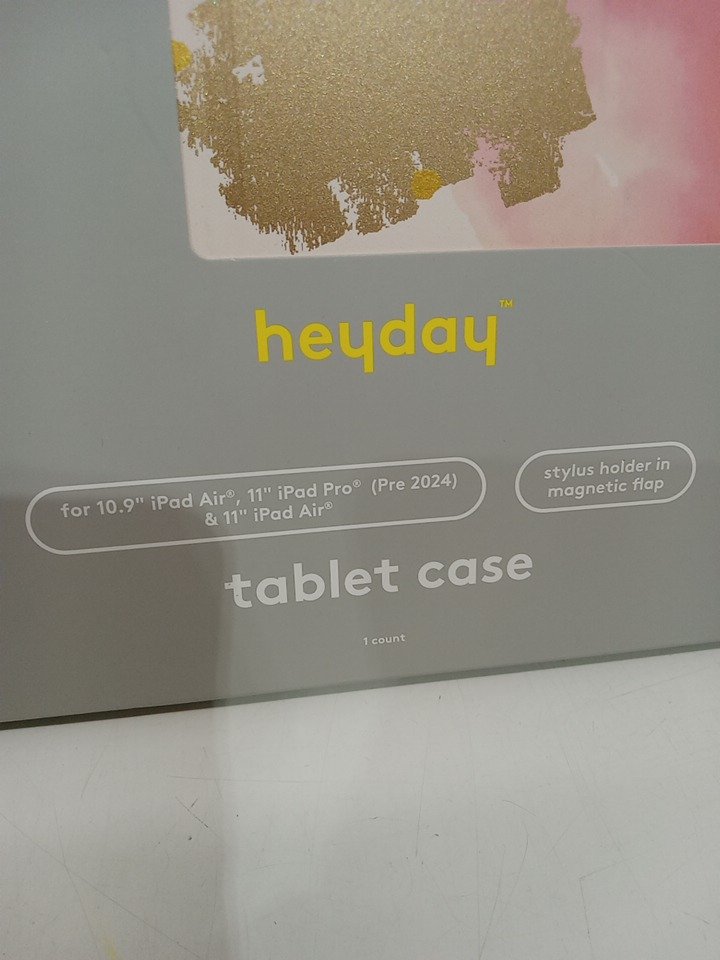 heyday™
for 10.9" iPad Air®, 11" iPad Pro® (Pre 2024)
& 11" iPad Air®
stylus holder in
magnetic flap
tablet case
1 count